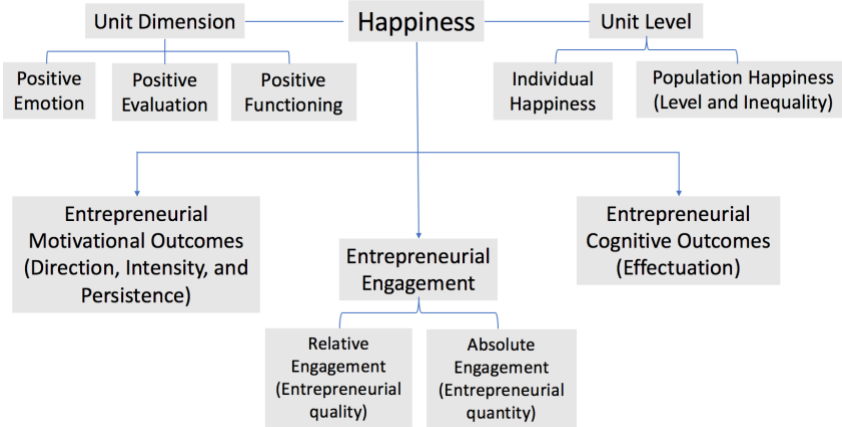 Unit Dimension
Happiness
Unit Level
Positive
Emotion
Positive
Evaluation
Positive
Functioning
Individual
Happiness
Population Happiness
(Level and Inequality)
Entrepreneurial
Motivational Outcomes
(Direction, Intensity, and
Persistence)
Entrepreneurial
Engagement
Entrepreneurial
Cognitive Outcomes
(Effectuation)
Relative
Engagement
(Entrepreneurial
quality)
Absolute
Engagement
(Entrepreneurial
quantity)